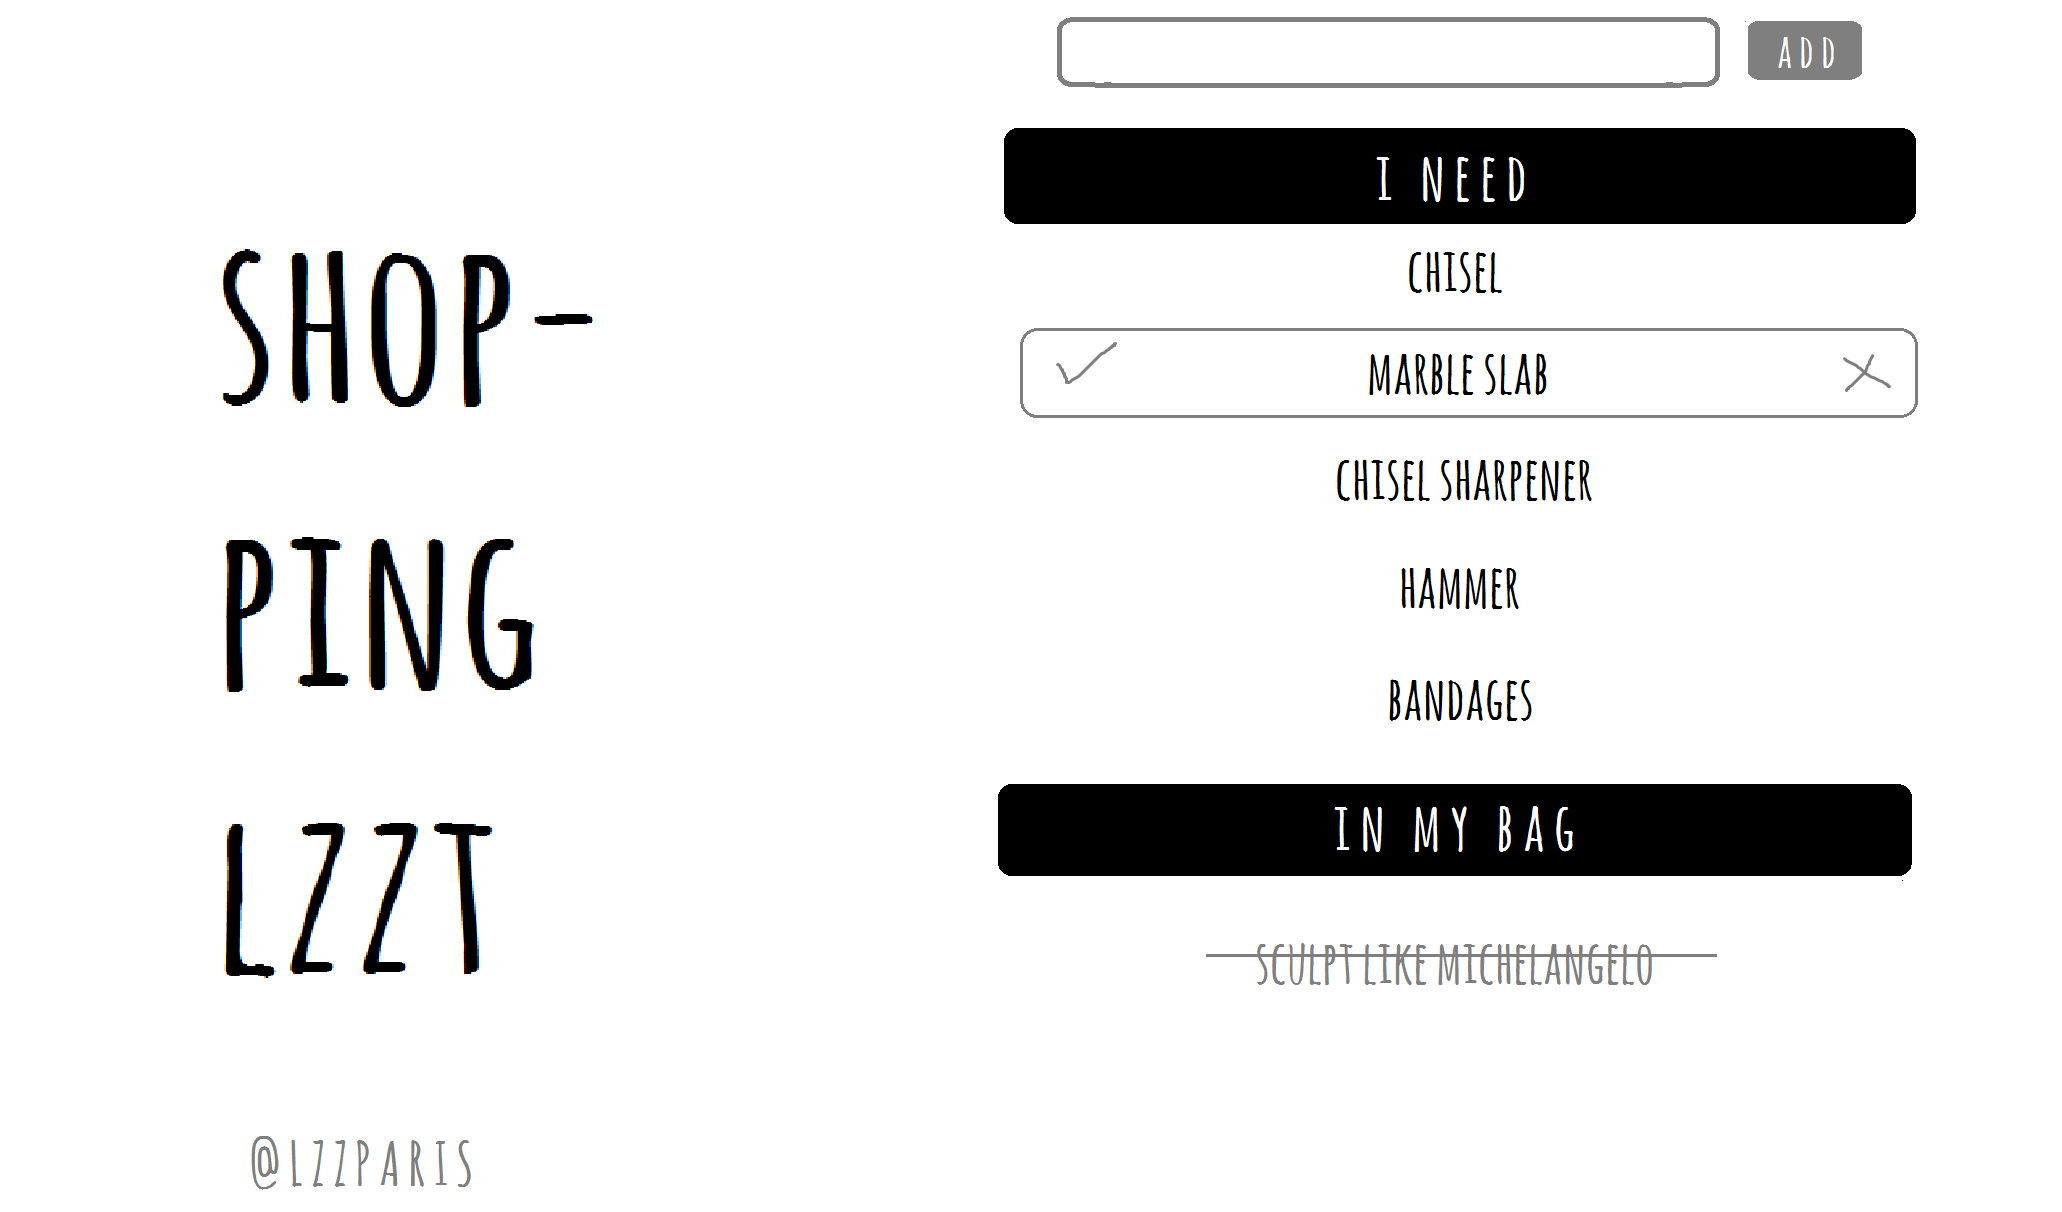 SHOP-
PING
LZZT
@LZZPARIS
ADD
I NEED
CHISEL
MARBLE SLAB
CHISEL SHARPENER
HAMMER
BANDAGES
IN MY BAG
SCULPT LIKE MICHELANGELO